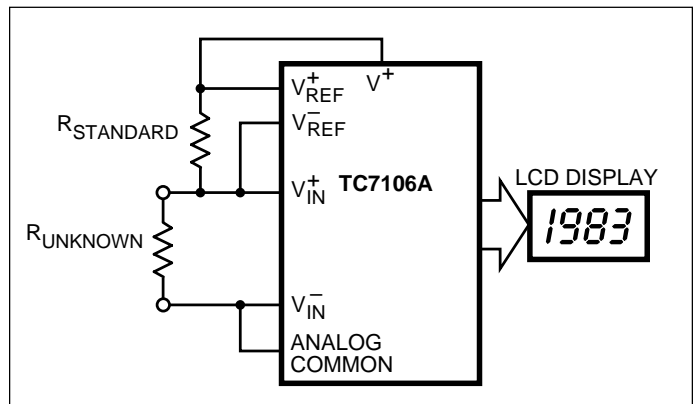 V+
V+REF
V−REF
RSTANDARD
V+IN
TC7106A
LCD DISPLAY
1983
RUNKNOWN
V−IN
ANALOG
COMMON